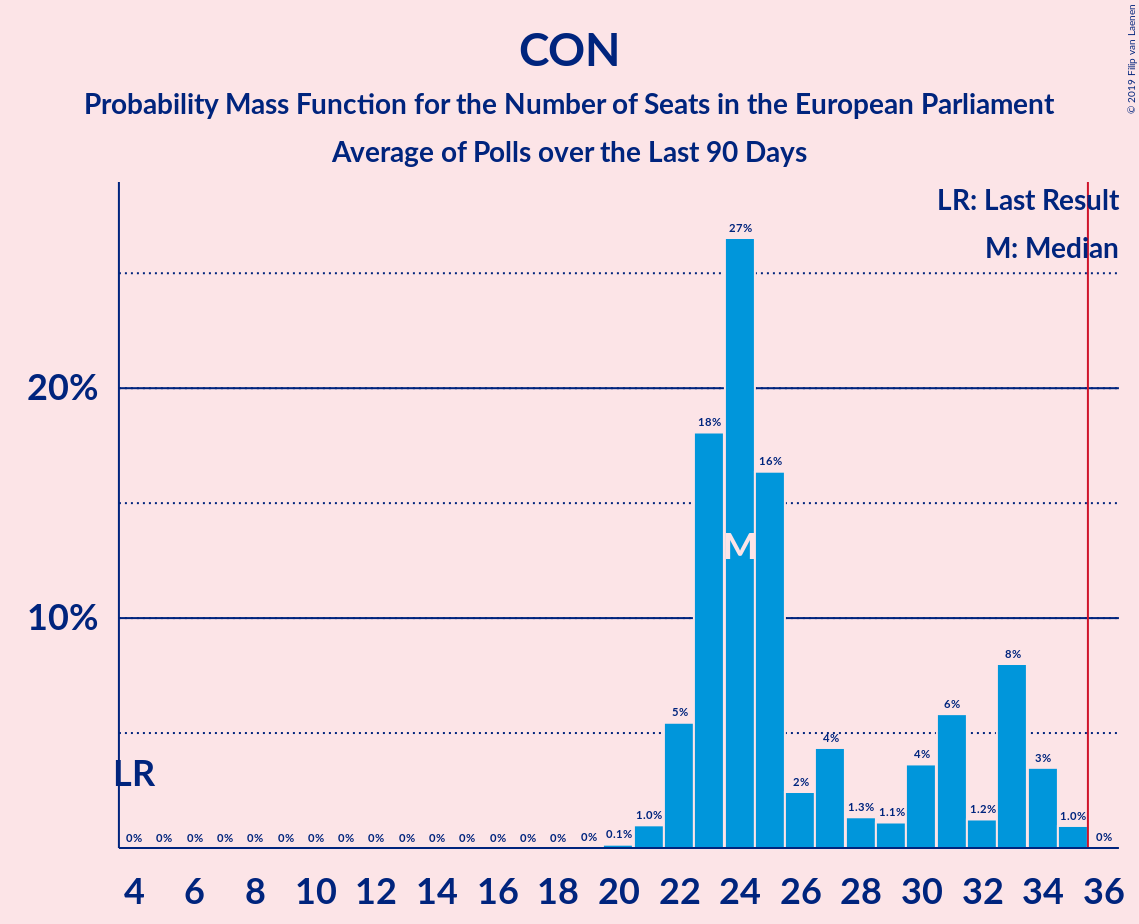 CON
Probability Mass Function for the Number of Seats in the European Parliament
Average of Polls over the Last 90 Days
© 2019 Filip van Laenen
LR: Last Result
M: Median
20%
10%
LR
M
0% 0% 0% 0% 0% 0% 0% 0% 0% 0% 0% 0% 0% 0% 0% 0% 0.1% 1.0% 5% 18% 27% 16% 2% 4% 1.3% 1.1% 4% 6% 1.2% 8% 3% 1.0% 0%
4 6 8 10 12 14 16 18 20 22 24 26 28 30 32 34 36